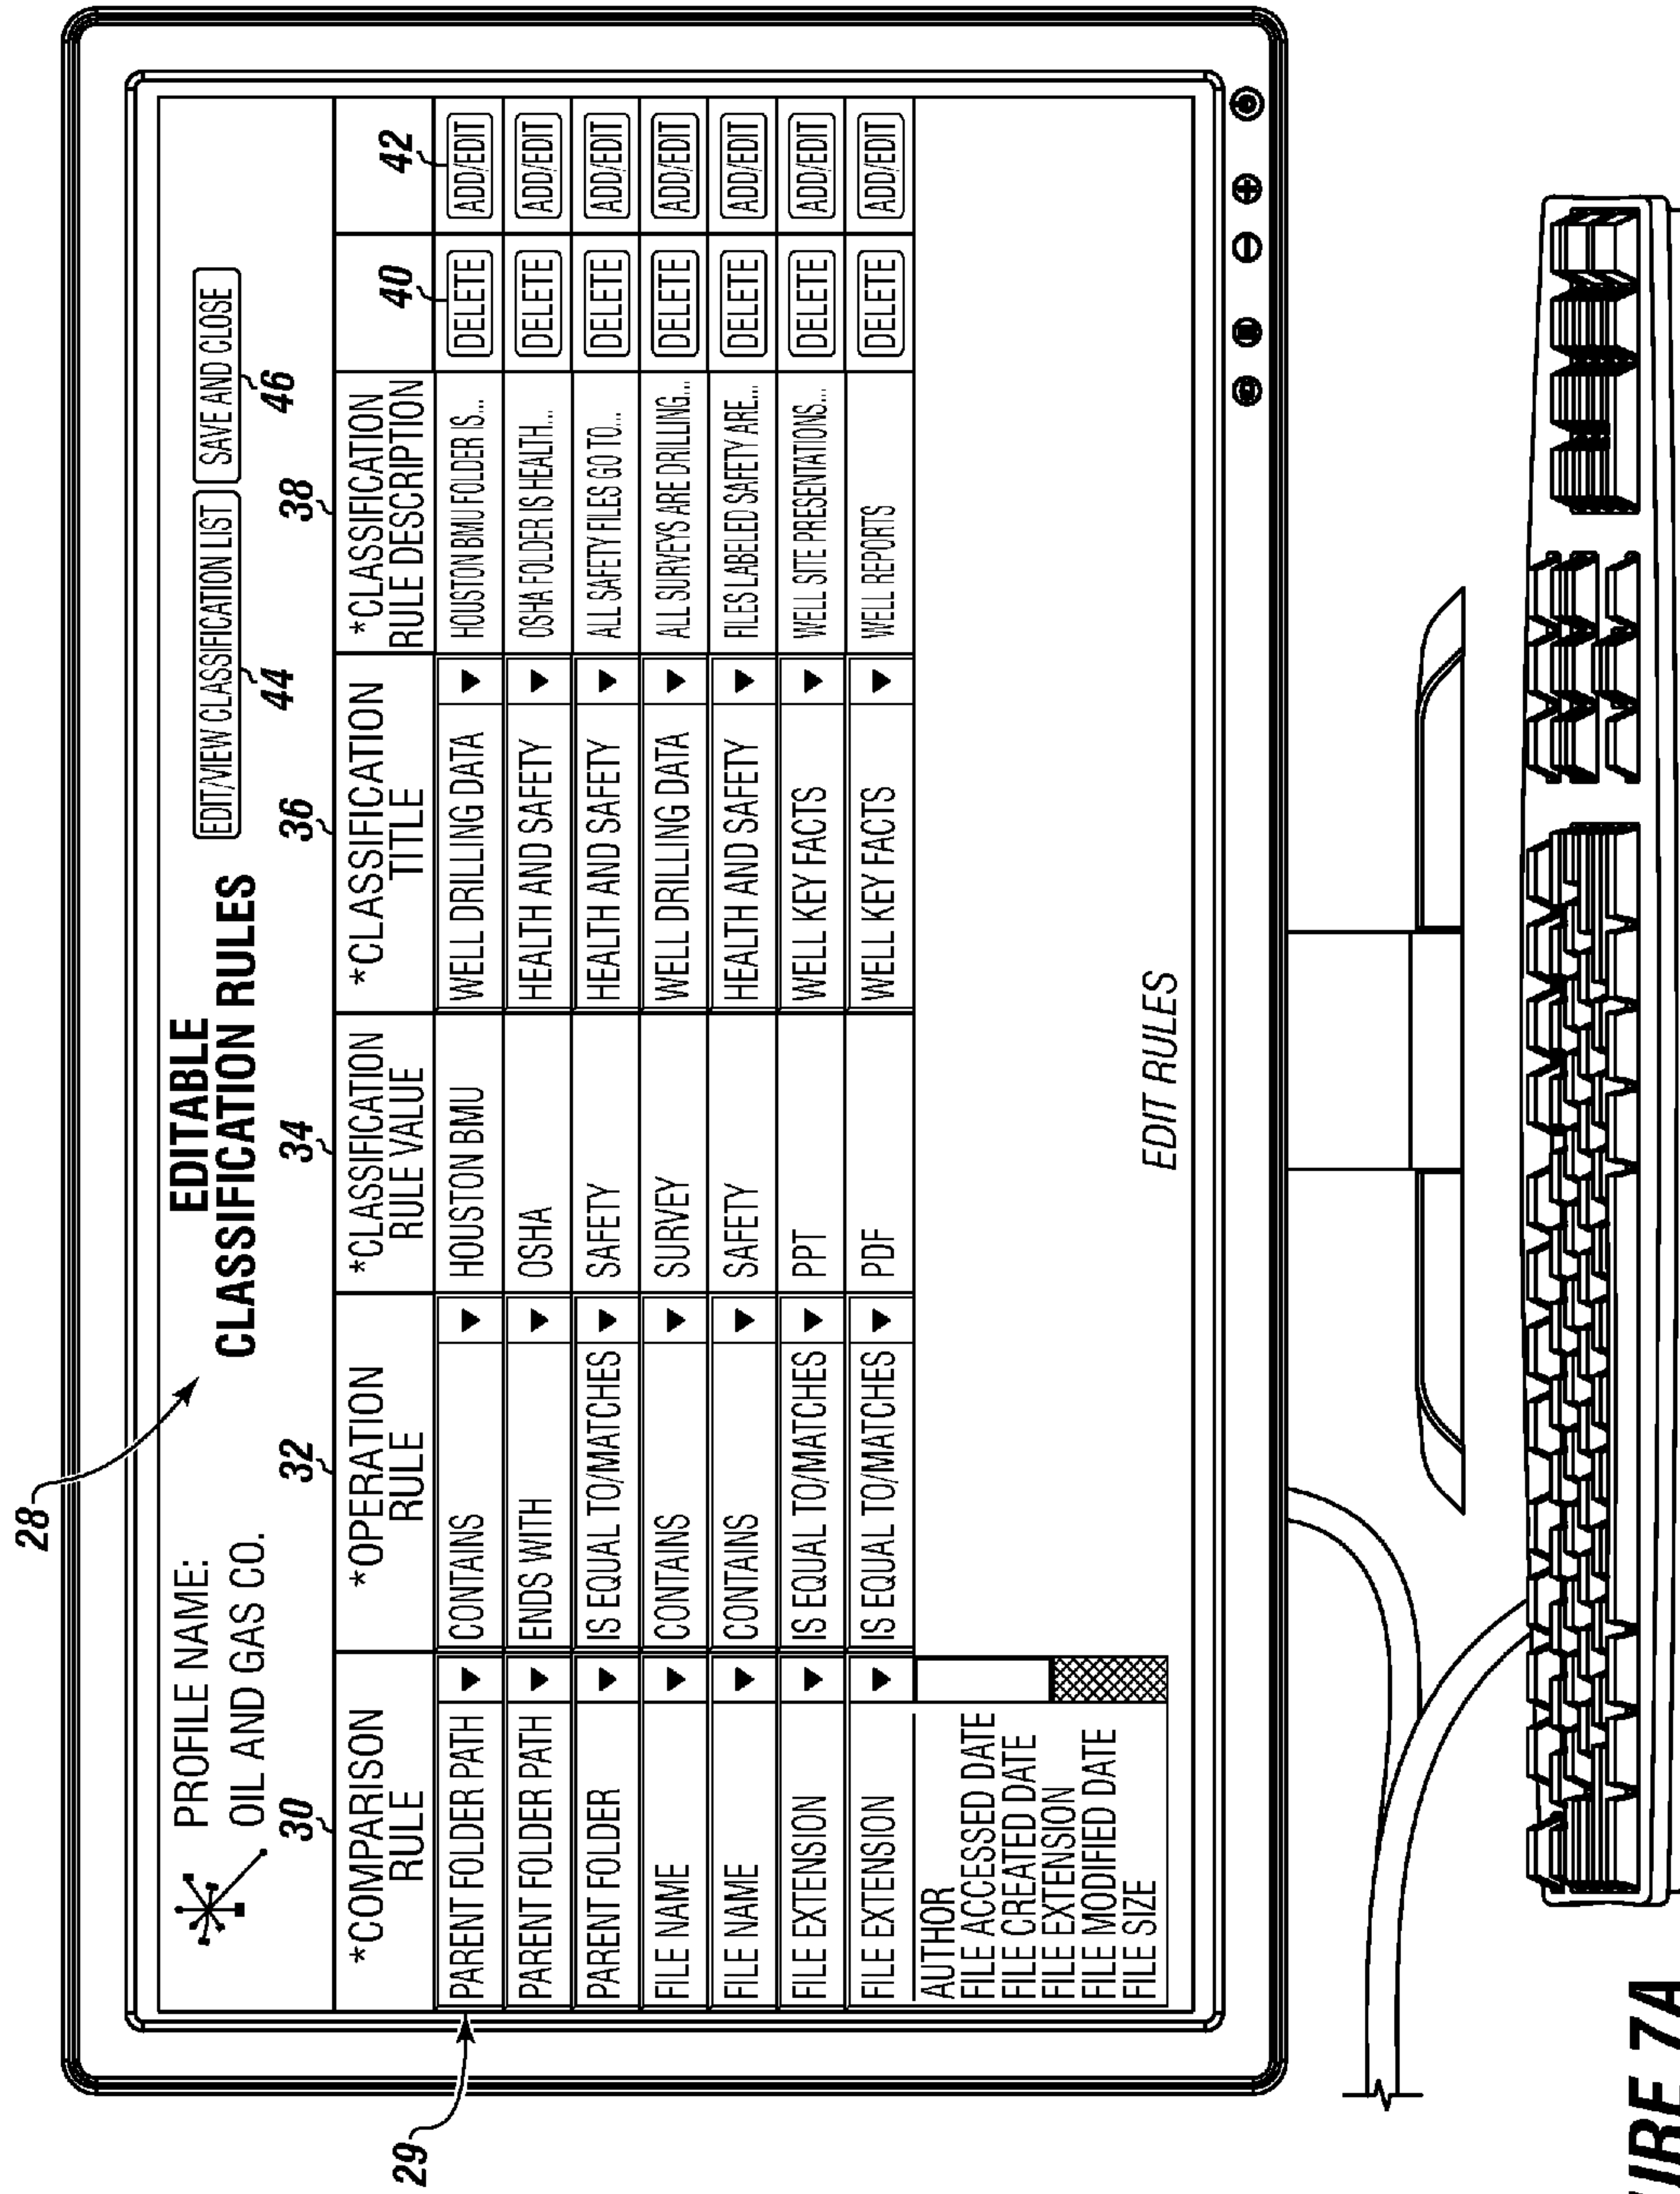 28
PROFILE NAME:
OIL AND GAS CO.
EDITABLE
CLASSIFICATION RULES
EDIT/VIEW CLASSIFICATION LIST
SAVE AND CLOSE
44
46
30
32
34
36
38
40
42
*COMPARISON
RULE
*OPERATION
RULE
*CLASSIFICATION
RULE VALUE
*CLASSIFICATION
TITLE
*CLASSIFICATION
RULE DESCRIPTION
29
PARENT FOLDER PATH ▼ CONTAINS ▼ HOUSTON BMU WELL DRILLING DATA ▼ HOUSTON BMU FOLDER IS... DELETE ADD/EDIT
PARENT FOLDER PATH ▼ ENDS WITH ▼ OSHA HEALTH AND SAFETY ▼ OSHA FOLDER IS HEALTH... DELETE ADD/EDIT
PARENT FOLDER ▼ IS EQUAL TO/MATCHES ▼ SAFETY HEALTH AND SAFETY ▼ ALL SAFETY FILES GO TO... DELETE ADD/EDIT
FILE NAME ▼ CONTAINS ▼ SURVEY WELL DRILLING DATA ▼ ALL SURVEYS ARE DRILLING... DELETE ADD/EDIT
FILE NAME ▼ CONTAINS ▼ SAFETY HEALTH AND SAFETY ▼ FILES LABELED SAFETY ARE... DELETE ADD/EDIT
FILE EXTENSION ▼ IS EQUAL TO/MATCHES ▼ PPT WELL KEY FACTS ▼ WELL SITE PRESENTATIONS... DELETE ADD/EDIT
FILE EXTENSION ▼ IS EQUAL TO/MATCHES ▼ PDF WELL KEY FACTS ▼ WELL REPORTS DELETE ADD/EDIT
AUTHOR
FILE ACCESSED DATE
FILE CREATED DATE
FILE EXTENSION
FILE MODIFIED DATE
FILE SIZE
EDIT RULES
URE 7A